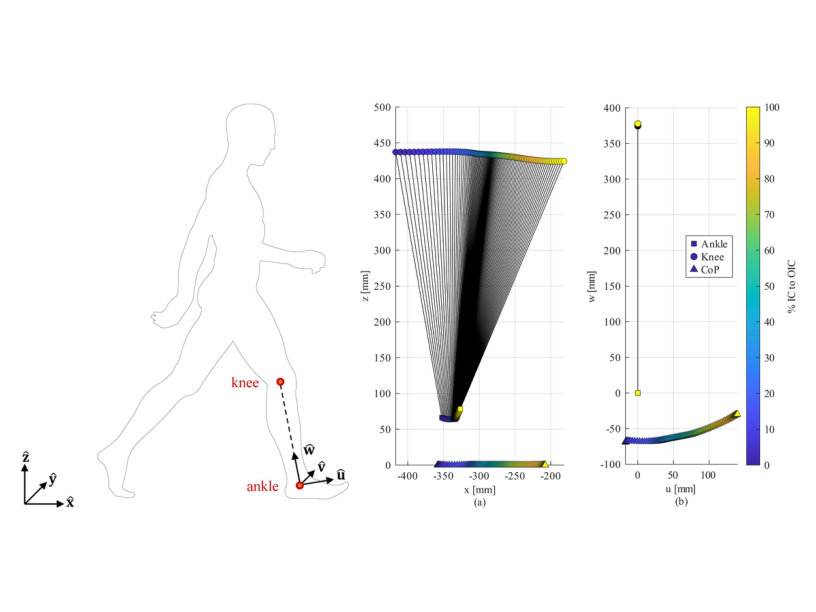 knee
ankle
ŵ
v̂
û
ẑ
ŷ
x̂
500
450
400
350
300
250
200
150
100
50
0
z [mm]
-400 -350 -300 -250 -200
x [mm]
(a)
400
350
300
250
200
150
100
50
0
-50
-100
w [mm]
0 50 100
u [mm]
(b)
Ankle
Knee
CoP
100
90
80
70
60
50
40
30
20
10
0
% IC to OIC